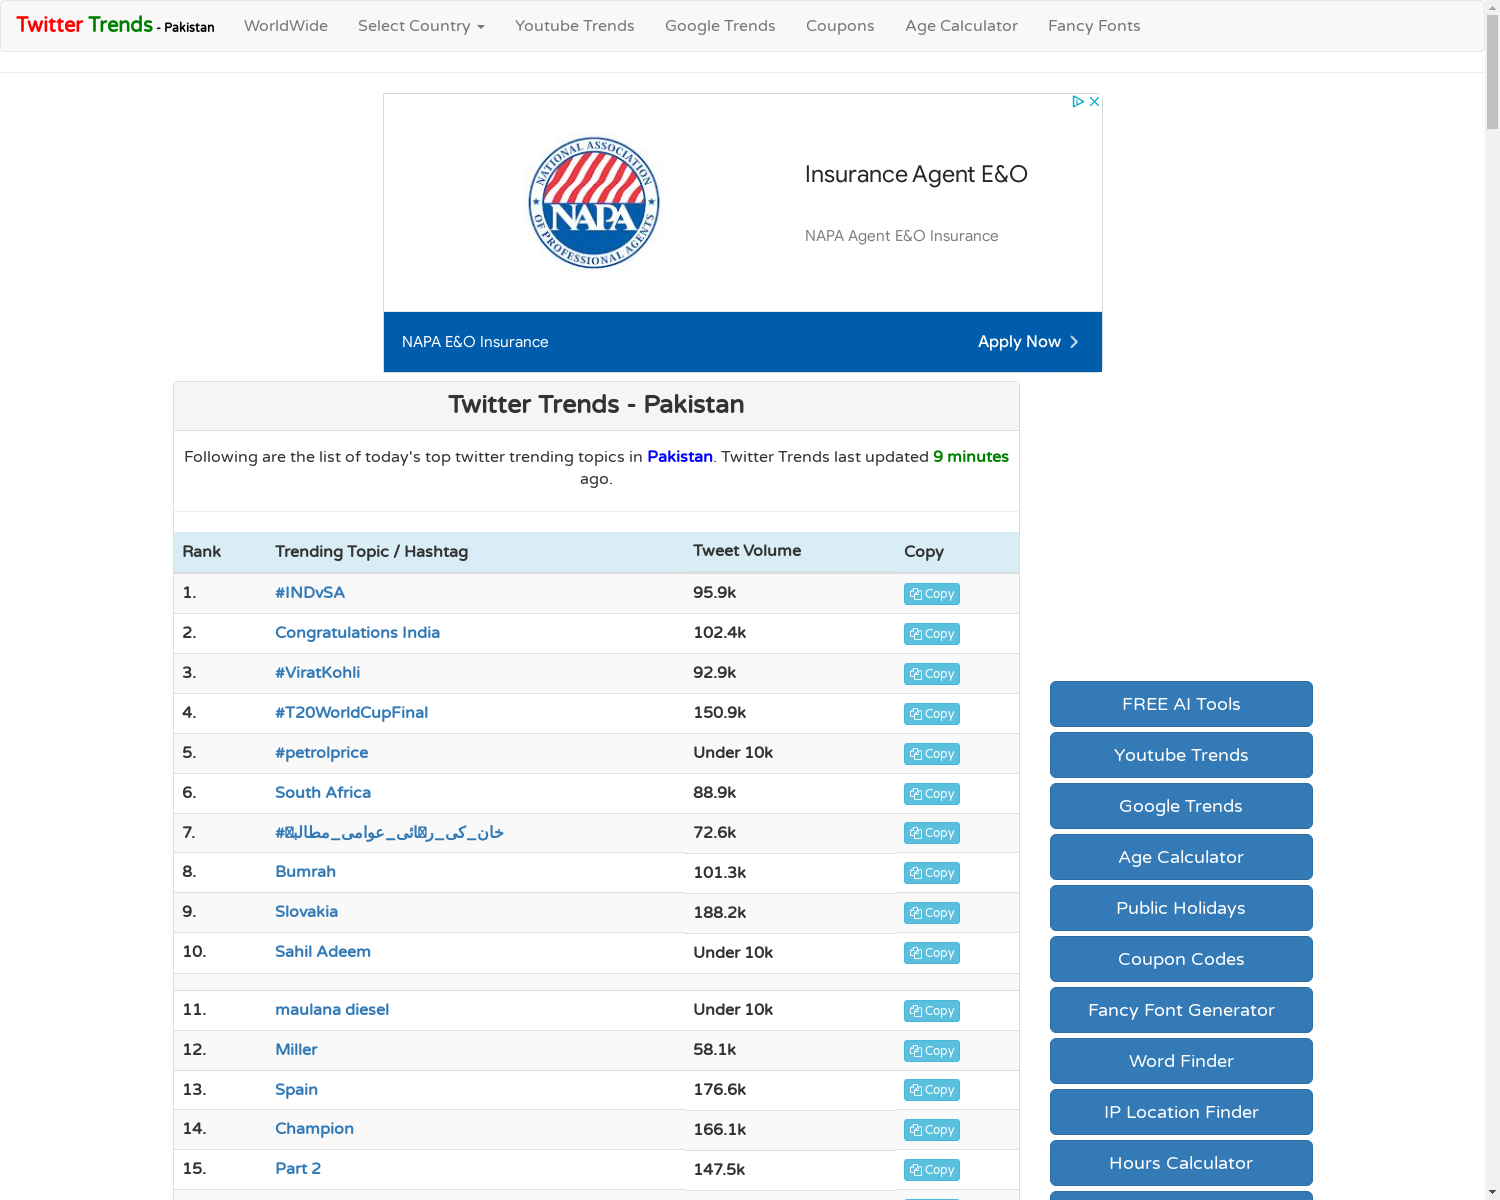 Twitter Trends - Pakistan
WorldWide
Select Country
Youtube Trends
Google Trends
Coupons
Age Calculator
Fancy Fonts
NATIONAL ASSOCIATION
NAPA
OF PROFESSIONAL AGENTS
Insurance Agent E&O
NAPA Agent E&O Insurance
NAPA E&O Insurance
Apply Now
Twitter Trends - Pakistan
Following are the list of today's top twitter trending topics in Pakistan. Twitter Trends last updated 9 minutes
ago.
Rank Trending Topic / Hashtag Tweet Volume Copy
1. #INDvSA 95.9k Copy
2. Congratulations India 102.4k Copy
3. #ViratKohli 92.9k Copy
4. #T20WorldCupFinal 150.9k Copy
5. #petrolprice Under 10k Copy
6. South Africa 88.9k Copy
7. #خان_کی_رہائی_عوامی_مطالبہ 72.6k Copy
8. Bumrah 101.3k Copy
9. Slovakia 188.2k Copy
10. Sahil Adeem Under 10k Copy
11. maulana diesel Under 10k Copy
12. Miller 58.1k Copy
13. Spain 176.6k Copy
14. Champion 166.1k Copy
15. Part 2 147.5k Copy
FREE AI Tools
Youtube Trends
Google Trends
Age Calculator
Public Holidays
Coupon Codes
Fancy Font Generator
Word Finder
IP Location Finder
Hours Calculator